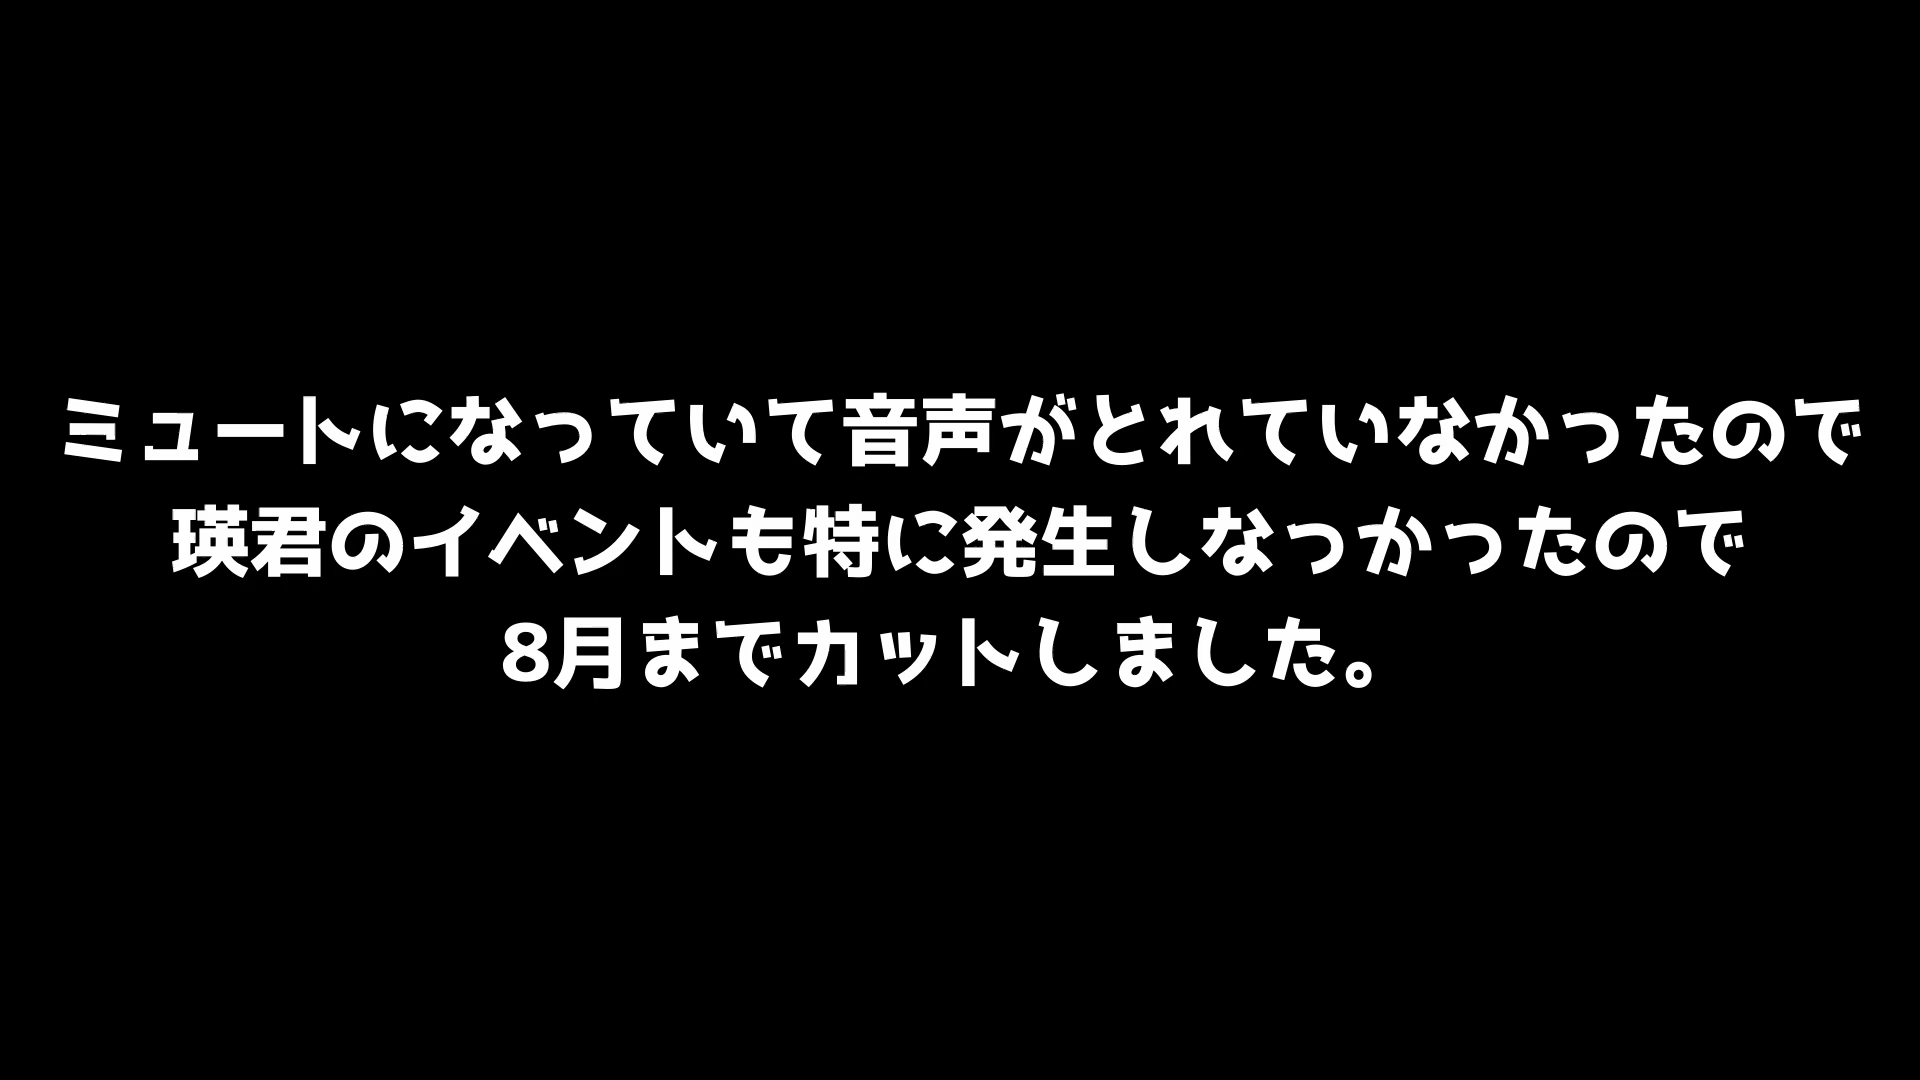 ミュートになっていて音声がとれていなかったので
瑛君のイベントも特に発生しなっかったので
8月までカットしました。